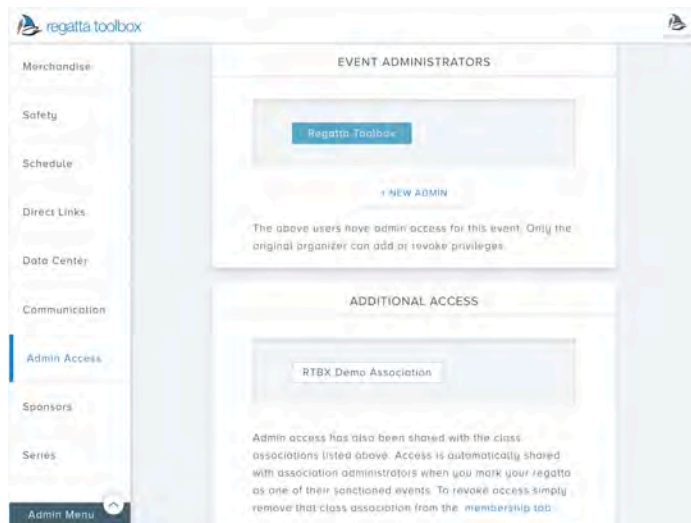 regatta toolbox
Merchandise
Safety
Schedule
Direct Links
Data Center
Communication
Admin Access
Sponsors
Series
Admin Menu
EVENT ADMINISTRATORS
Regatta Toolbox
+ NEW ADMIN
The above users have admin access for this event. Only the
original organizer can add or revoke privileges.
ADDITIONAL ACCESS
RTBX Demo Association
Admin access has also been shared with the class
associations listed above. Access is automatically shared
with association administrators when you mark your regatta
as one of their sanctioned events. To revoke access simply
remove that class association from the membership tab